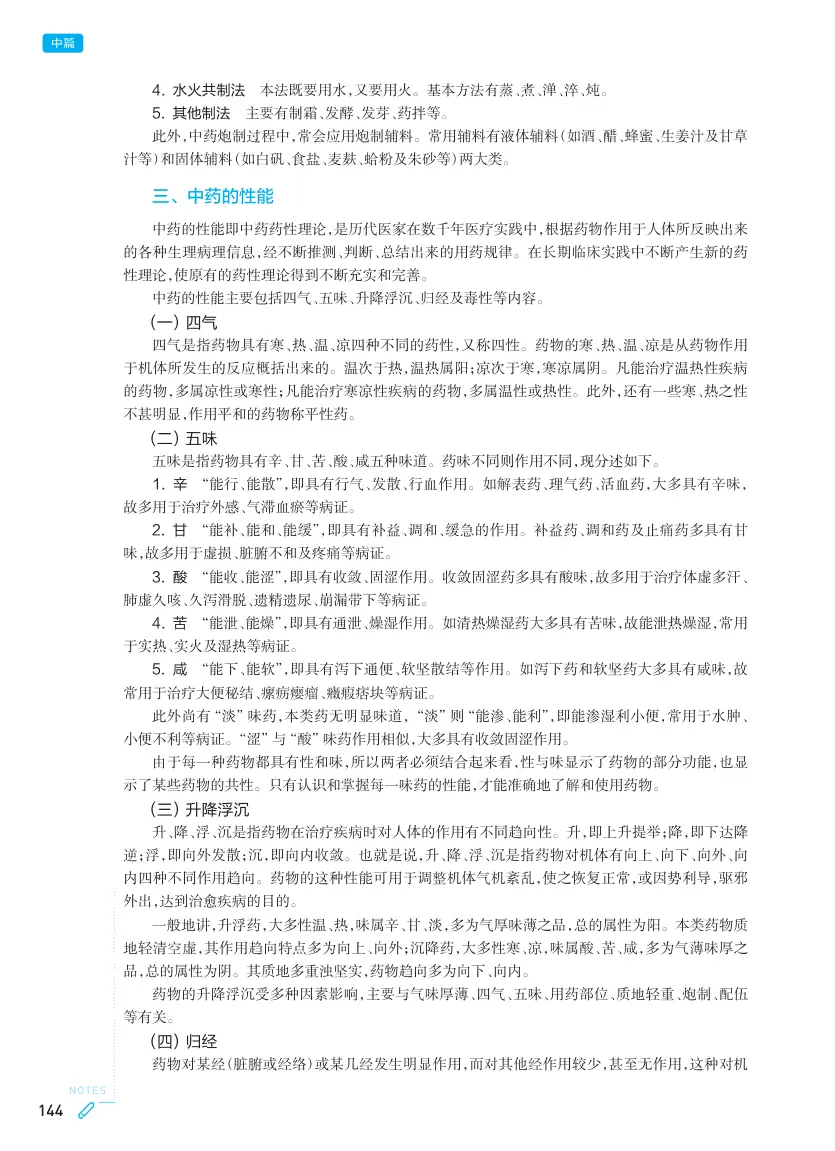 中篇
4. 水火共制法　本法既要用水，又要用火。基本方法有蒸、煮、𬊤、淬、炖。
5. 其他制法　主要有制霜、发酵、发芽、药拌等。
此外，中药炮制过程中，常会应用炮制辅料。常用辅料有液体辅料（如酒、醋、蜂蜜、生姜汁及甘草
汁等）和固体辅料（如白矾、食盐、麦麸、蛤粉及朱砂等）两大类。
三、中药的性能
中药的性能即中药药性理论，是历代医家在数千年医疗实践中，根据药物作用于人体所反映出来
的各种生理病理信息，经不断推测、判断、总结出来的用药规律。在长期临床实践中不断产生新的药
性理论，使原有的药性理论得到不断充实和完善。
中药的性能主要包括四气、五味、升降浮沉、归经及毒性等内容。
（一）四气
四气是指药物具有寒、热、温、凉四种不同的药性，又称四性。药物的寒、热、温、凉是从药物作用
于机体所发生的反应概括出来的。温次于热，温热属阳；凉次于寒，寒凉属阴。凡能治疗温热性疾病
的药物，多属凉性或寒性；凡能治疗寒凉性疾病的药物，多属温性或热性。此外，还有一些寒、热之性
不甚明显，作用平和的药物称平性药。
（二）五味
五味是指药物具有辛、甘、苦、酸、咸五种味道。药味不同则作用不同，现分述如下。
1. 辛　“能行、能散”，即具有行气、发散、行血作用。如解表药、理气药、活血药，大多具有辛味，
故多用于治疗外感、气滞血瘀等病证。
2. 甘　“能补、能和、能缓”，即具有补益、调和、缓急的作用。补益药、调和药及止痛药多具有甘
味，故多用于虚损、脏腑不和及疼痛等病证。
3. 酸　“能收、能涩”，即具有收敛、固涩作用。收敛固涩药多具有酸味，故多用于治疗体虚多汗、
肺虚久咳、久泻滑脱、遗精遗尿、崩漏带下等病证。
4. 苦　“能泄、能燥”，即具有通泄、燥湿作用。如清热燥湿药大多具有苦味，故能泄热燥湿，常用
于实热、实火及湿热等病证。
5. 咸　“能下、能软”，即具有泻下通便、软坚散结等作用。如泻下药和软坚药大多具有咸味，故
常用于治疗大便秘结、瘰疬瘿瘤、癥瘕痞块等病证。
此外尚有“淡”味药，本类药无明显味道，“淡”则“能渗、能利”，即能渗湿利小便，常用于水肿、
小便不利等病证。“涩”与“酸”味药作用相似，大多具有收敛固涩作用。
由于每一种药物都具有性和味，所以两者必须结合起来看，性与味显示了药物的部分功能，也显
示了某些药物的共性。只有认识和掌握每一味药的性能，才能准确地了解和使用药物。
（三）升降浮沉
升、降、浮、沉是指药物在治疗疾病时对人体的作用有不同趋向性。升，即上升提举；降，即下达降
逆；浮，即向外发散；沉，即向内收敛。也就是说，升、降、浮、沉是指药物对机体有向上、向下、向外、向
内四种不同作用趋向。药物的这种性能可用于调整机体气机紊乱，使之恢复正常，或因势利导，驱邪
外出，达到治愈疾病的目的。
一般地讲，升浮药，大多性温、热，味属辛、甘、淡，多为气厚味薄之品，总的属性为阳。本类药物质
地轻清空虚，其作用趋向特点多为向上、向外；沉降药，大多性寒、凉，味属酸、苦、咸，多为气薄味厚之
品，总的属性为阴。其质地多重浊坚实，药物趋向多为向下、向内。
药物的升降浮沉受多种因素影响，主要与气味厚薄、四气、五味、用药部位、质地轻重、炮制、配伍
等有关。
（四）归经
药物对某经（脏腑或经络）或某几经发生明显作用，而对其他经作用较少，甚至无作用，这种对机
NOTES
144